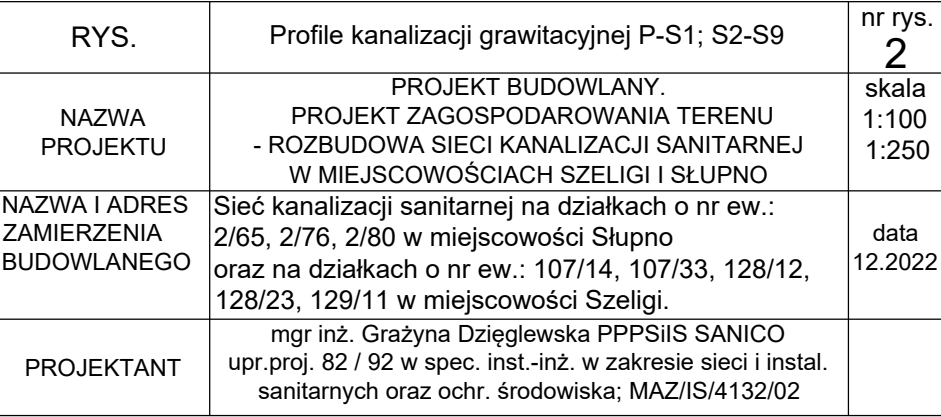 RYS.
Profile kanalizacji grawitacyjnej P-S1; S2-S9
nr rys.
2
NAZWA
PROJEKTU
PROJEKT BUDOWLANY.
PROJEKT ZAGOSPODAROWANIA TERENU
- ROZBUDOWA SIECI KANALIZACJI SANITARNEJ
W MIEJSCOWOŚCIACH SZELIGI I SŁUPNO
skala
1:100
1:250
NAZWA I ADRES
ZAMIERZENIA
BUDOWLANEGO
Sieć kanalizacji sanitarnej na działkach o nr ew.:
2/65, 2/76, 2/80 w miejscowości Słupno
oraz na działkach o nr ew.: 107/14, 107/33, 128/12,
128/23, 129/11 w miejscowości Szeligi.
data
12.2022
PROJEKTANT
mgr inż. Grażyna Dzięglewska PPPSiIS SANICO
upr.proj. 82 / 92 w spec. inst.-inż. w zakresie sieci i instal.
sanitarnych oraz ochr. środowiska; MAZ/IS/4132/02